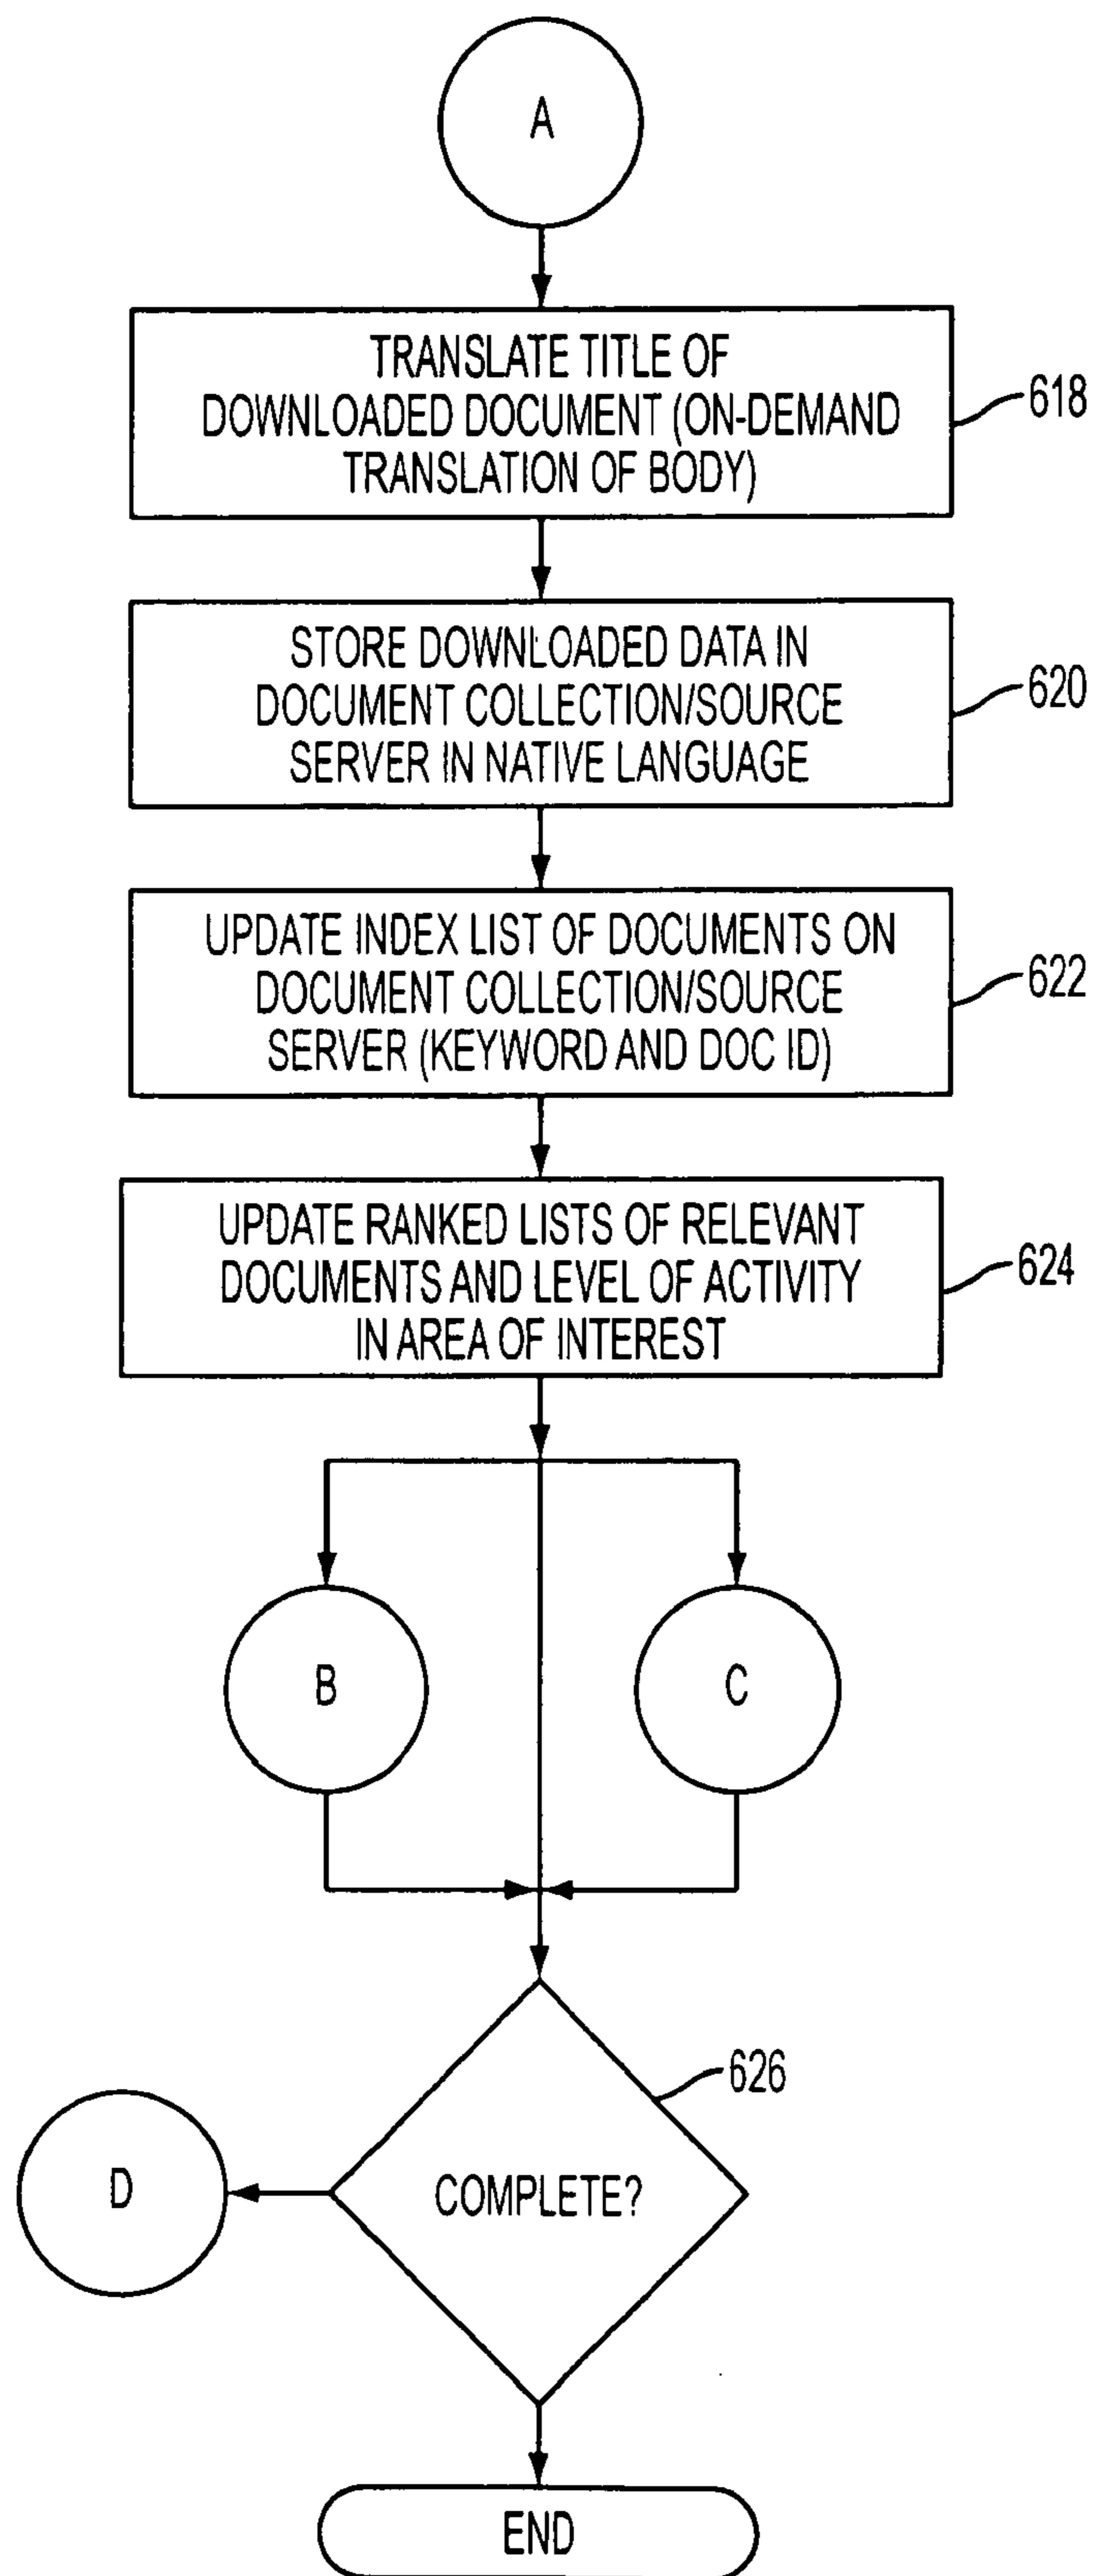 A
TRANSLATE TITLE OF
DOWNLOADED DOCUMENT (ON-DEMAND
TRANSLATION OF BODY)
618
STORE DOWNLOADED DATA IN
DOCUMENT COLLECTION/SOURCE
SERVER IN NATIVE LANGUAGE
620
UPDATE INDEX LIST OF DOCUMENTS ON
DOCUMENT COLLECTION/SOURCE
SERVER (KEYWORD AND DOC ID)
622
UPDATE RANKED LISTS OF RELEVANT
DOCUMENTS AND LEVEL OF ACTIVITY
IN AREA OF INTEREST
624
B
C
626
D
COMPLETE?
END